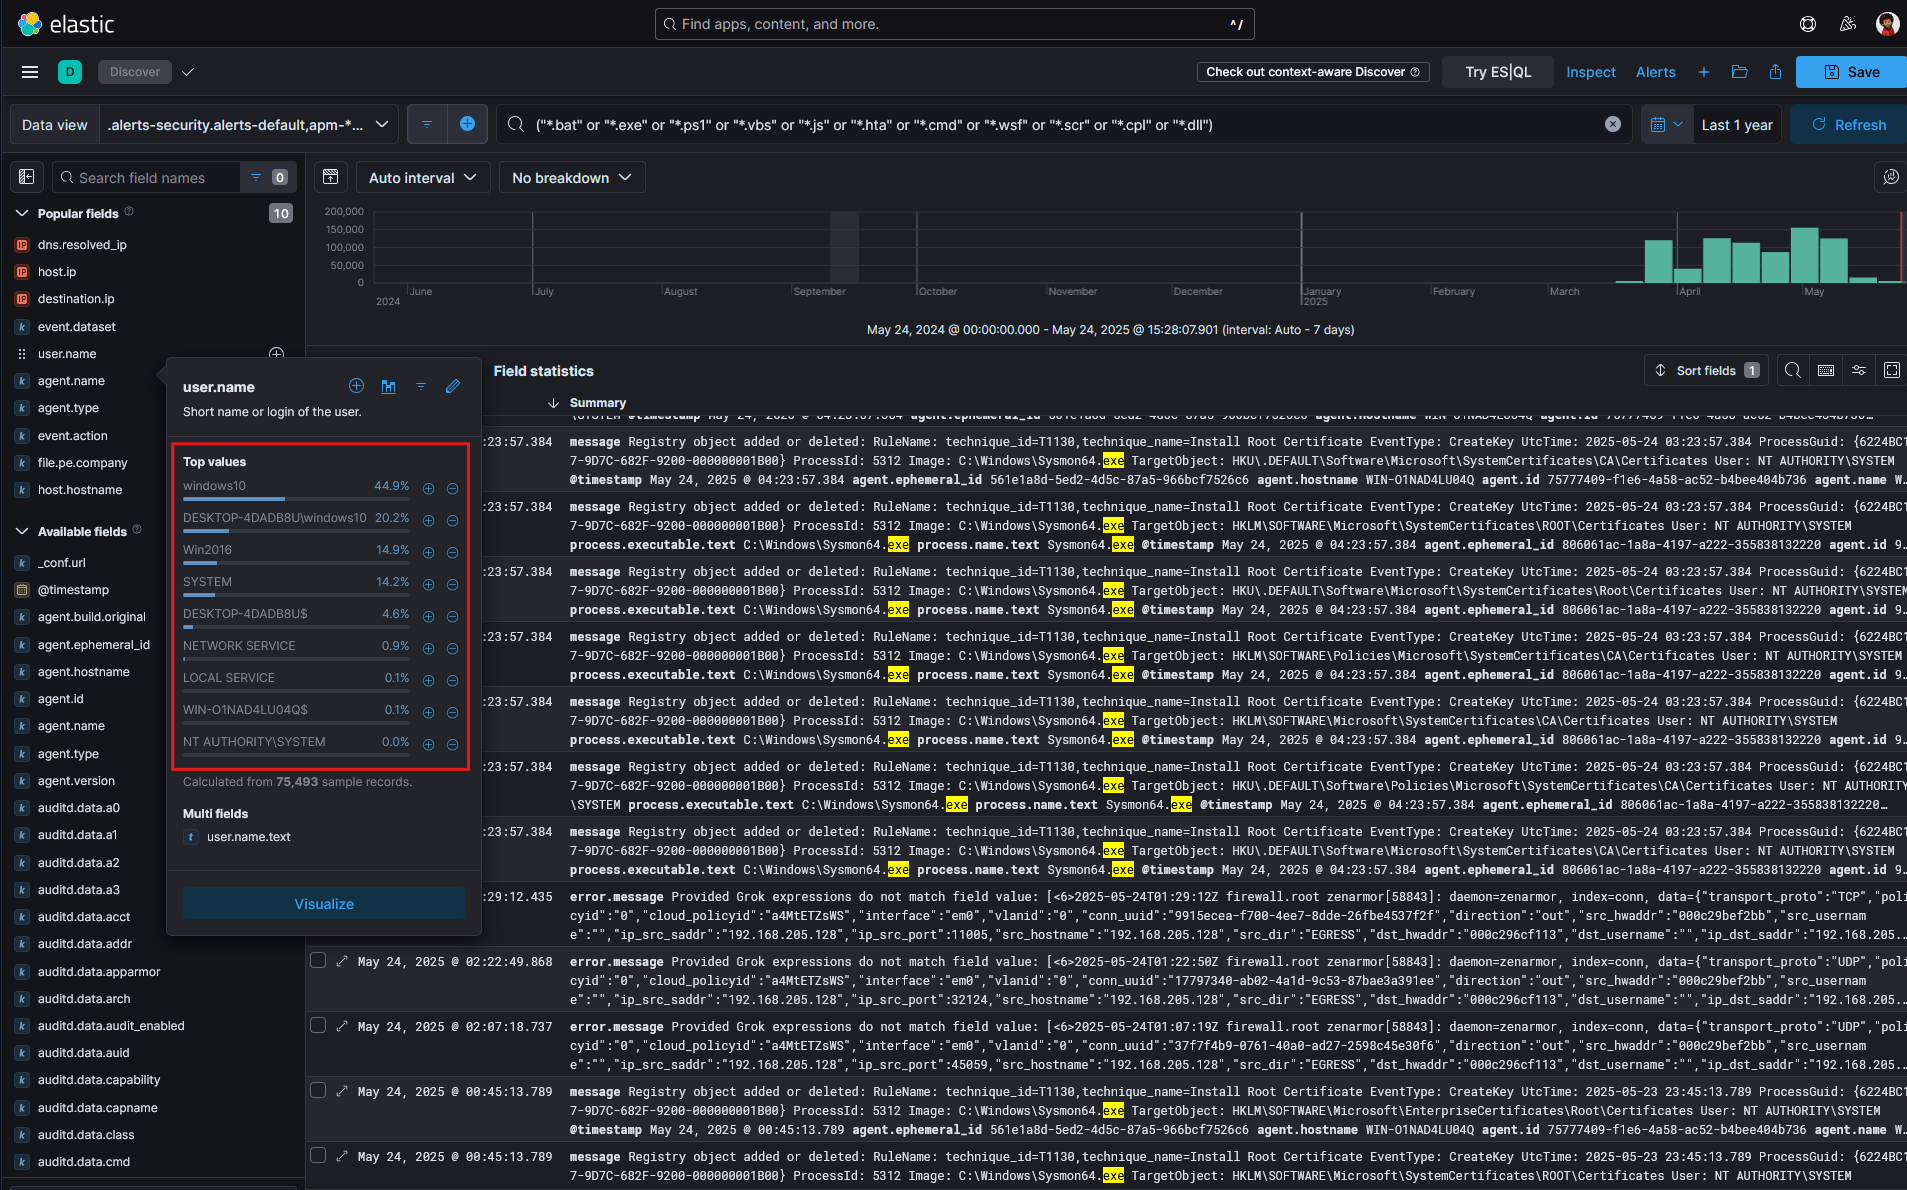 elastic
Find apps, content, and more.
^/
D
Discover
Check out context-aware Discover
Try ES|QL
Inspect
Alerts
Save
Data view
.alerts-security.alerts-default,apm-*...
("*.bat" or "*.exe" or "*.ps1" or "*.vbs" or "*.js" or "*.hta" or "*.cmd" or "*.wsf" or "*.scr" or "*.cpl" or "*.dll")
Last 1 year
Refresh
Search field names
0
Auto interval
No breakdown
Popular fields
10
dns.resolved_ip
host.ip
destination.ip
event.dataset
user.name
agent.name
agent.type
event.action
file.pe.company
host.hostname
Available fields
_conf.url
@timestamp
agent.build.original
agent.ephemeral_id
agent.hostname
agent.id
agent.name
agent.type
agent.version
auditd.data.a0
auditd.data.a1
auditd.data.a2
auditd.data.a3
auditd.data.acct
auditd.data.addr
auditd.data.apparmor
auditd.data.arch
auditd.data.audit_enabled
auditd.data.auid
auditd.data.capability
auditd.data.capname
auditd.data.class
auditd.data.cmd
200,000
150,000
100,000
50,000
0
June
July
August
September
October
November
December
January
February
March
April
May
2024
2025
May 24, 2024 @ 00:00:00.000 - May 24, 2025 @ 15:28:07.901 (interval: Auto - 7 days)
user.name
Short name or login of the user.
Top values
windows10 44.9%
DESKTOP-4DADB8U\windows10 20.2%
Win2016 14.9%
SYSTEM 14.2%
DESKTOP-4DADB8U$ 4.6%
NETWORK SERVICE 0.9%
LOCAL SERVICE 0.1%
WIN-O1NAD4LU04Q$ 0.1%
NT AUTHORITY\SYSTEM 0.0%
Calculated from 75,493 sample records.
Multi fields
user.name.text
Visualize
Field statistics
Sort fields 1
Summary
:23:57.384 message Registry object added or deleted: RuleName: technique_id=T1130,technique_name=Install Root Certificate EventType: CreateKey UtcTime: 2025-05-24 03:23:57.384 ProcessGuid: {6224BC1
7-9D7C-682F-9200-000000001B00} ProcessId: 5312 Image: C:\Windows\Sysmon64.exe TargetObject: HKU\.DEFAULT\Software\Microsoft\SystemCertificates\CA\Certificates User: NT AUTHORITY\SYSTEM
@timestamp May 24, 2025 @ 04:23:57.384 agent.ephemeral_id 561e1a8d-5ed2-4d5c-87a5-966bcf7526c6 agent.hostname WIN-O1NAD4LU04Q agent.id 75777409-f1e6-4a58-ac52-b4bee404b736 agent.name W...
:23:57.384 message Registry object added or deleted: RuleName: technique_id=T1130,technique_name=Install Root Certificate EventType: CreateKey UtcTime: 2025-05-24 03:23:57.384 ProcessGuid: {6224BC1
7-9D7C-682F-9200-000000001B00} ProcessId: 5312 Image: C:\Windows\Sysmon64.exe TargetObject: HKLM\SOFTWARE\Microsoft\SystemCertificates\ROOT\Certificates User: NT AUTHORITY\SYSTEM
process.executable.text C:\Windows\Sysmon64.exe process.name.text Sysmon64.exe @timestamp May 24, 2025 @ 04:23:57.384 agent.ephemeral_id 806061ac-1a8a-4197-a222-355838132220 agent.id 9...
:23:57.384 message Registry object added or deleted: RuleName: technique_id=T1130,technique_name=Install Root Certificate EventType: CreateKey UtcTime: 2025-05-24 03:23:57.384 ProcessGuid: {6224BC1
7-9D7C-682F-9200-000000001B00} ProcessId: 5312 Image: C:\Windows\Sysmon64.exe TargetObject: HKU\.DEFAULT\Software\Microsoft\SystemCertificates\Root\Certificates User: NT AUTHORITY\SYS
process.executable.text C:\Windows\Sysmon64.exe process.name.text Sysmon64.exe @timestamp May 24, 2025 @ 04:23:57.384 agent.ephemeral_id 806061ac-1a8a-4197-a222-355838132220 agent.id 9...
:23:57.384 message Registry object added or deleted: RuleName: technique_id=T1130,technique_name=Install Root Certificate EventType: CreateKey UtcTime: 2025-05-24 03:23:57.384 ProcessGuid: {6224BC1
7-9D7C-682F-9200-000000001B00} ProcessId: 5312 Image: C:\Windows\Sysmon64.exe TargetObject: HKLM\SOFTWARE\Policies\Microsoft\SystemCertificates\CA\Certificates User: NT AUTHORITY\SYS
process.executable.text C:\Windows\Sysmon64.exe process.name.text Sysmon64.exe @timestamp May 24, 2025 @ 04:23:57.384 agent.ephemeral_id 806061ac-1a8a-4197-a222-355838132220 agent.id 9...
:23:57.384 message Registry object added or deleted: RuleName: technique_id=T1130,technique_name=Install Root Certificate EventType: CreateKey UtcTime: 2025-05-24 03:23:57.384 ProcessGuid: {6224BC1
7-9D7C-682F-9200-000000001B00} ProcessId: 5312 Image: C:\Windows\Sysmon64.exe TargetObject: HKLM\SOFTWARE\Microsoft\SystemCertificates\CA\Certificates User: NT AUTHORITY\SYSTEM
process.executable.text C:\Windows\Sysmon64.exe process.name.text Sysmon64.exe @timestamp May 24, 2025 @ 04:23:57.384 agent.ephemeral_id 806061ac-1a8a-4197-a222-355838132220 agent.id 9...
:23:57.384 message Registry object added or deleted: RuleName: technique_id=T1130,technique_name=Install Root Certificate EventType: CreateKey UtcTime: 2025-05-24 03:23:57.384 ProcessGuid: {6224BC1
7-9D7C-682F-9200-000000001B00} ProcessId: 5312 Image: C:\Windows\Sysmon64.exe TargetObject: HKU\.DEFAULT\Software\Policies\Microsoft\SystemCertificates\CA\Certificates User: NT AUTHORITY
\SYSTEM process.executable.text C:\Windows\Sysmon64.exe process.name.text Sysmon64.exe @timestamp May 24, 2025 @ 04:23:57.384 agent.ephemeral_id 806061ac-1a8a-4197-a222-355838132220...
:23:57.384 message Registry object added or deleted: RuleName: technique_id=T1130,technique_name=Install Root Certificate EventType: CreateKey UtcTime: 2025-05-24 03:23:57.384 ProcessGuid: {6224BC1
7-9D7C-682F-9200-000000001B00} ProcessId: 5312 Image: C:\Windows\Sysmon64.exe TargetObject: HKU\.DEFAULT\Software\Microsoft\SystemCertificates\CA\Certificates User: NT AUTHORITY\SYSTEM
process.executable.text C:\Windows\Sysmon64.exe process.name.text Sysmon64.exe @timestamp May 24, 2025 @ 04:23:57.384 agent.ephemeral_id 806061ac-1a8a-4197-a222-355838132220 agent.id 9...
:29:12.435 error.message Provided Grok expressions do not match field value: [<6>2025-05-24T01:29:12Z firewall.root zenarmor[58843]: daemon=zenarmor, index=conn, data={"transport_proto":"TCP","poli
cyid":"0","cloud_policyid":"a4MtETZsWS","interface":"em0","vlanid":"0","conn_uuid":"9915ecea-f700-4ee7-8dde-26fbe4537f2f","direction":"out","src_hwaddr":"000c29bef2bb","src_usernam
e":"","ip_src_saddr":"192.168.205.128","ip_src_port":11005,"src_hostname":"192.168.205.128","src_dir":"EGRESS","dst_hwaddr":"000c296cf113","dst_username":"","ip_dst_saddr":"192.168.205...
May 24, 2025 @ 02:22:49.868 error.message Provided Grok expressions do not match field value: [<6>2025-05-24T01:22:50Z firewall.root zenarmor[58843]: daemon=zenarmor, index=conn, data={"transport_proto":"UDP","poli
cyid":"0","cloud_policyid":"a4MtETZsWS","interface":"em0","vlanid":"0","conn_uuid":"17797340-ab02-4a1d-9c53-87bae3a391ee","direction":"out","src_hwaddr":"000c29bef2bb","src_usernam
e":"","ip_src_saddr":"192.168.205.128","ip_src_port":32124,"src_hostname":"192.168.205.128","src_dir":"EGRESS","dst_hwaddr":"000c296cf113","dst_username":"","ip_dst_saddr":"192.168.205...
May 24, 2025 @ 02:07:18.737 error.message Provided Grok expressions do not match field value: [<6>2025-05-24T01:07:19Z firewall.root zenarmor[58843]: daemon=zenarmor, index=conn, data={"transport_proto":"UDP","poli
cyid":"0","cloud_policyid":"a4MtETZsWS","interface":"em0","vlanid":"0","conn_uuid":"37f7f4b9-0761-40a0-ad27-2598c45e30f6","direction":"out","src_hwaddr":"000c29bef2bb","src_usernam
e":"","ip_src_saddr":"192.168.205.128","ip_src_port":45059,"src_hostname":"192.168.205.128","src_dir":"EGRESS","dst_hwaddr":"000c296cf113","dst_username":"","ip_dst_saddr":"192.168.205...
May 24, 2025 @ 00:45:13.789 message Registry object added or deleted: RuleName: technique_id=T1130,technique_name=Install Root Certificate EventType: CreateKey UtcTime: 2025-05-23 23:45:13.789 ProcessGuid: {6224BC1
7-9D7C-682F-9200-000000001B00} ProcessId: 5312 Image: C:\Windows\Sysmon64.exe TargetObject: HKLM\SOFTWARE\Microsoft\EnterpriseCertificates\Root\Certificates User: NT AUTHORITY\SYSTEM
@timestamp May 24, 2025 @ 00:45:13.789 agent.ephemeral_id 561e1a8d-5ed2-4d5c-87a5-966bcf7526c6 agent.hostname WIN-O1NAD4LU04Q agent.id 75777409-f1e6-4a58-ac52-b4bee404b736 agent.name W...
May 24, 2025 @ 00:45:13.789 message Registry object added or deleted: RuleName: technique_id=T1130,technique_name=Install Root Certificate EventType: CreateKey UtcTime: 2025-05-23 23:45:13.789 ProcessGuid: {6224BC1
7-9D7C-682F-9200-000000001B00} ProcessId: 5312 Image: C:\Windows\Sysmon64.exe TargetObject: HKLM\SOFTWARE\Microsoft\SystemCertificates\ROOT\Certificates User: NT AUTHORITY\SYSTEM